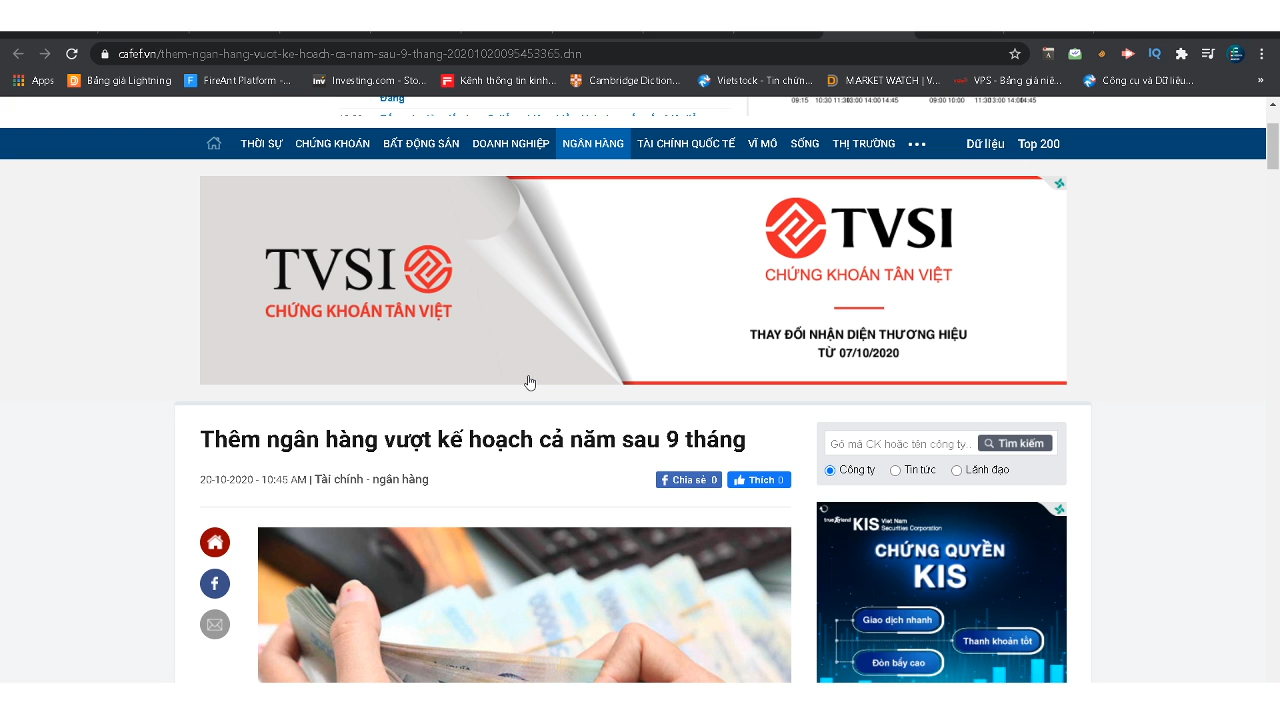 cafef.vn/them-ngan-hang-vuot-ke-hoach-ca-nam-sau-9-thang-20201020095453365.chn
Apps Bảng giá Lightning FireAnt Platform -... Investing.com - Sto... Kênh thông tin kinh... Cambridge Diction... Vietstock - Tin chứn... MARKET WATCH | V... VPS - Bảng giá niê... Công cụ và Dữ liệu... »
Đảng
THỜI SỰ CHỨNG KHOÁN BẤT ĐỘNG SẢN DOANH NGHIỆP NGÂN HÀNG TÀI CHÍNH QUỐC TẾ VĨ MÔ SỐNG THỊ TRƯỜNG Dữ liệu Top 200
TVSI
CHỨNG KHOÁN TÂN VIỆT
TVSI
CHỨNG KHOÁN TÂN VIỆT
THAY ĐỔI NHẬN DIỆN THƯƠNG HIỆU
TỪ 07/10/2020
Thêm ngân hàng vượt kế hoạch cả năm sau 9 tháng
20-10-2020 - 10:45 AM | Tài chính - ngân hàng
Chia sẻ 0 Thích 0
Gõ mã CK hoặc tên công ty... Tìm kiếm
Công ty Tin tức Lãnh đạo
true Friend KIS Viet Nam Securities Corporation
CHỨNG QUYỀN
KIS
Giao dịch nhanh
Thanh khoản tốt
Đòn bẩy cao